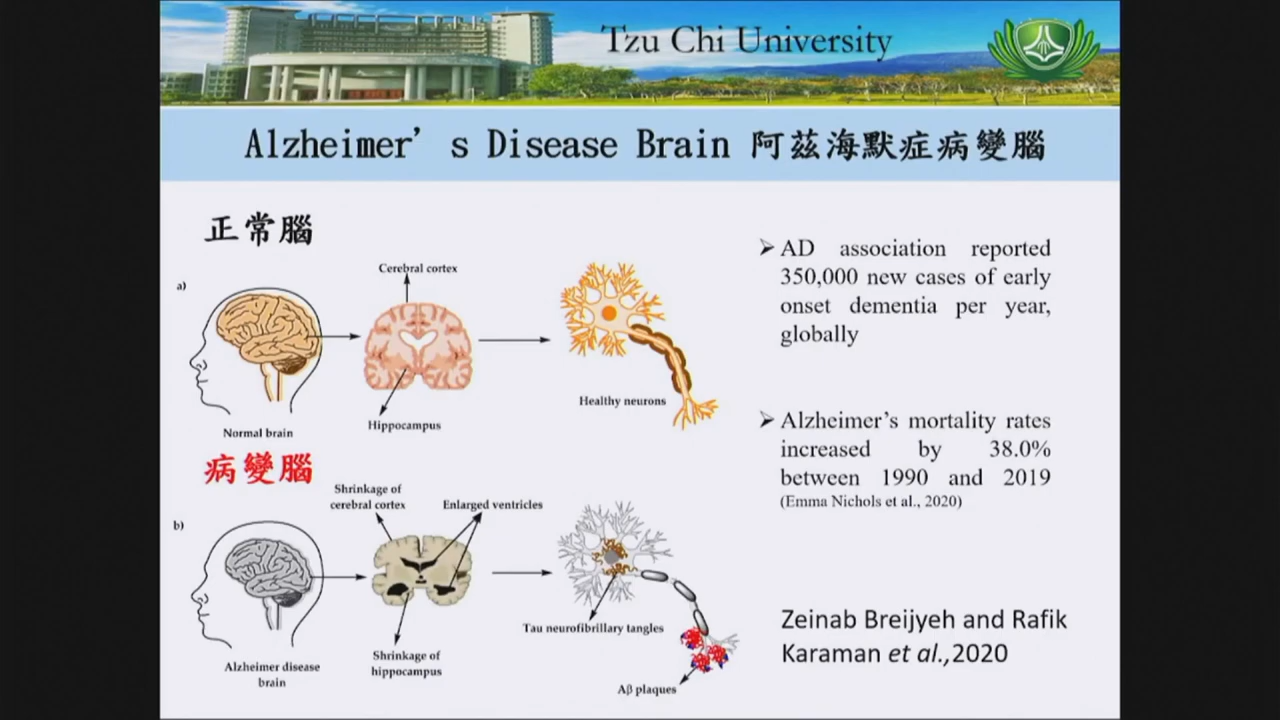 Tzu Chi University
Alzheimer's Disease Brain 阿茲海默症病變腦
正常腦
a)
Cerebral cortex
Hippocampus
Normal brain
Healthy neurons
病變腦
b)
Shrinkage of
cerebral cortex
Enlarged ventricles
Tau neurofibrillary tangles
Shrinkage of
hippocampus
Alzheimer disease
brain
Aβ plaques
AD association reported
350,000 new cases of early
onset dementia per year,
globally
Alzheimer's mortality rates
increased by 38.0%
between 1990 and 2019
(Emma Nichols et al., 2020)
Zeinab Breijyeh and Rafik
Karaman et al.,2020